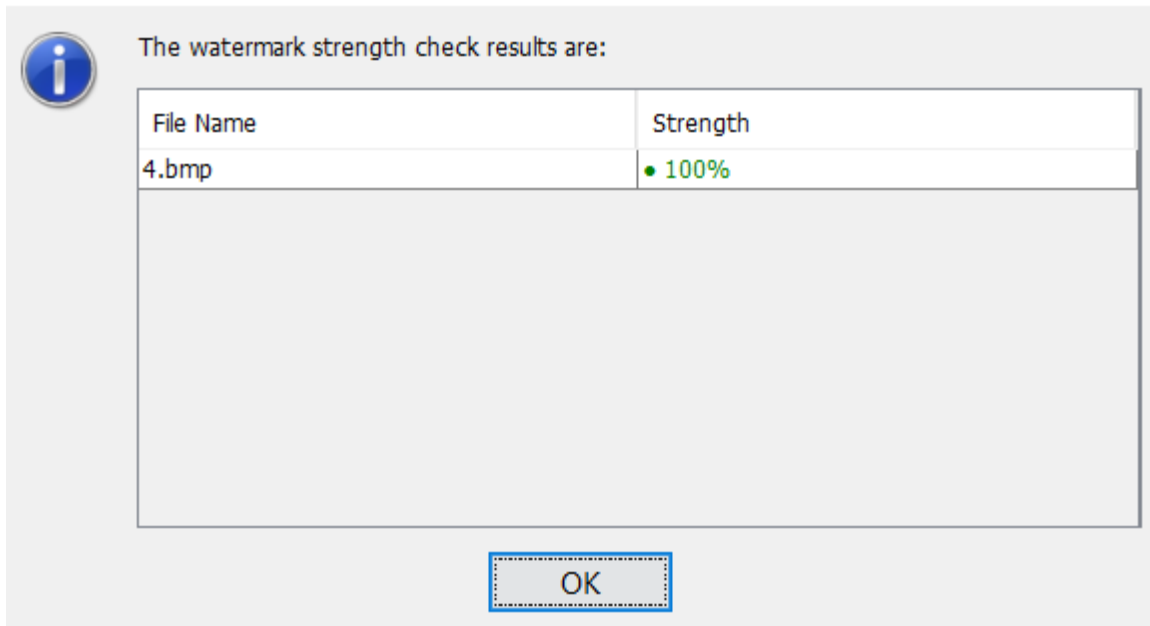 The watermark strength check results are:
File Name Strength
4.bmp ● 100%
OK